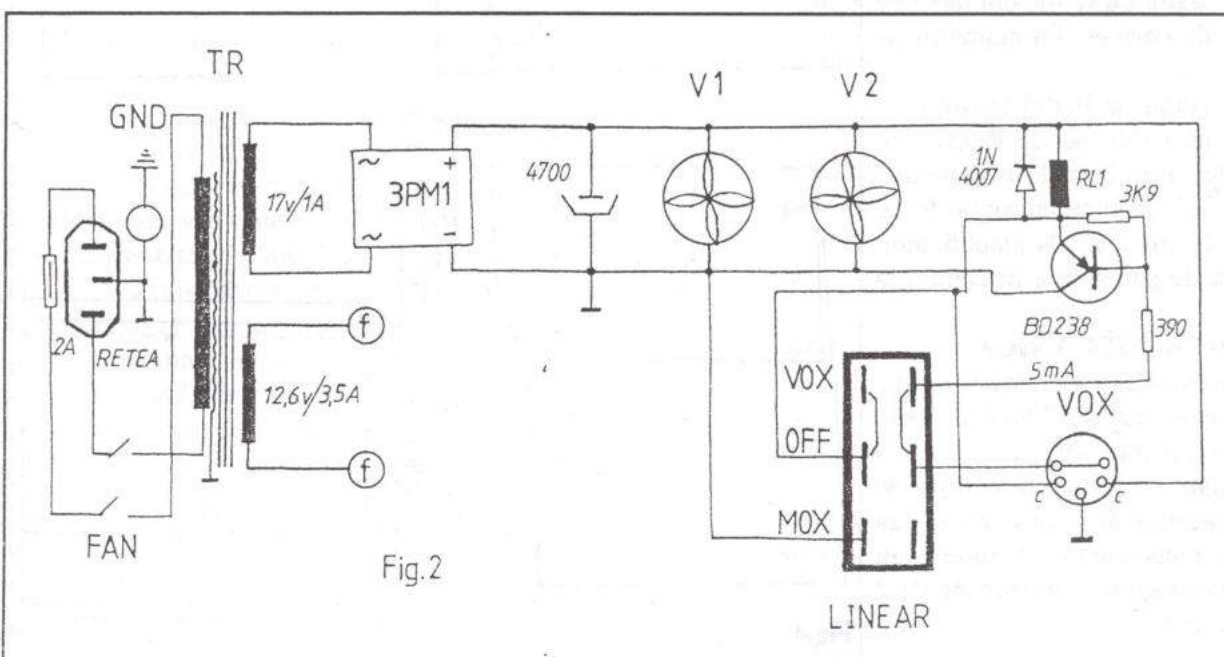 TR
GND
V1
V2
17v/1A
~
~
3PM1
+
-
4700
1N
4007
RL1
3K9
2A
RETEA
12,6v/3,5A
f
f
BD238
390
5mA
VOX
OFF
MOX
VOX
C
C
FAN
Fig.2
LINEAR